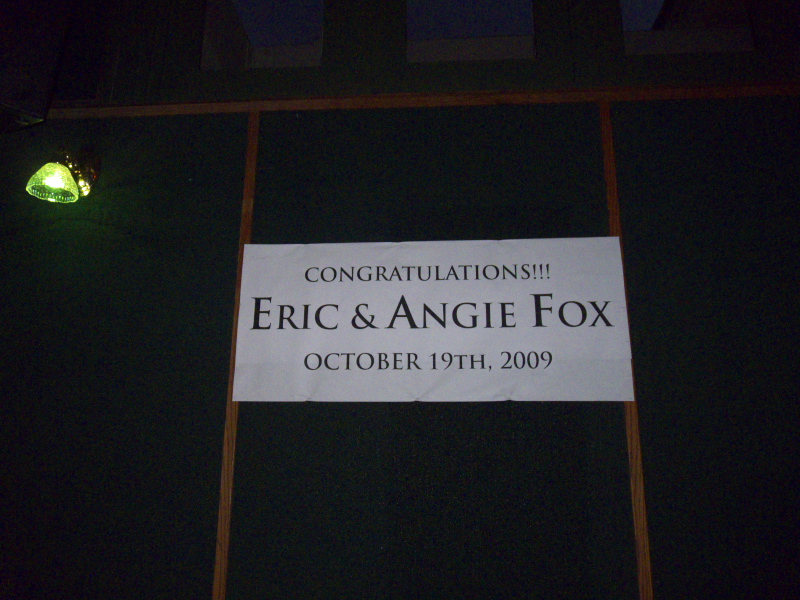 CONGRATULATIONS!!!
ERIC & ANGIE FOX
OCTOBER 19TH, 2009